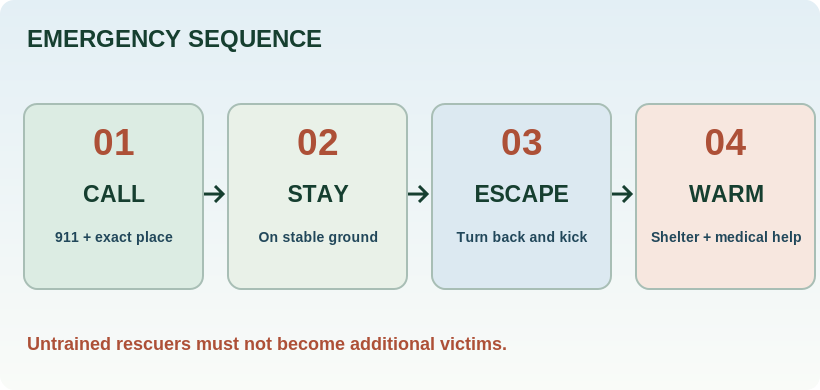 EMERGENCY SEQUENCE
01
CALL
911 + exact place
02
STAY
On stable ground
03
ESCAPE
Turn back and kick
04
WARM
Shelter + medical help
Untrained rescuers must not become additional victims.